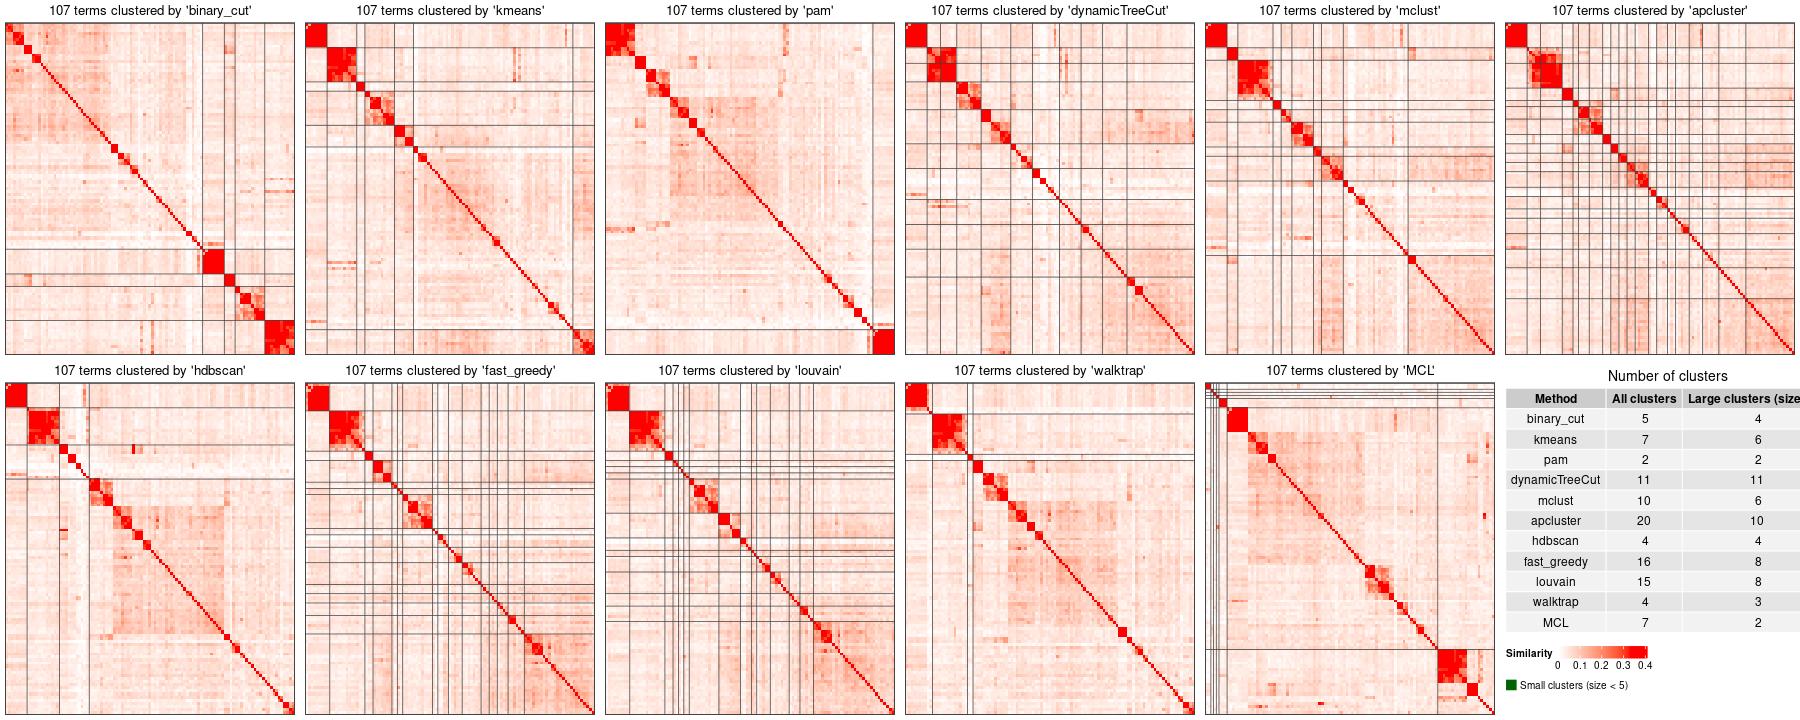 107 terms clustered by 'binary_cut'
107 terms clustered by 'kmeans'
107 terms clustered by 'pam'
107 terms clustered by 'dynamicTreeCut'
107 terms clustered by 'mclust'
107 terms clustered by 'apcluster'
107 terms clustered by 'hdbscan'
107 terms clustered by 'fast_greedy'
107 terms clustered by 'louvain'
107 terms clustered by 'walktrap'
107 terms clustered by 'MCL'
Number of clusters
Method All clusters Large clusters (size
binary_cut 5 4
kmeans 7 6
pam 2 2
dynamicTreeCut 11 11
mclust 10 6
apcluster 20 10
hdbscan 4 4
fast_greedy 16 8
louvain 15 8
walktrap 4 3
MCL 7 2
Similarity
0 0.1 0.2 0.3 0.4
Small clusters (size < 5)